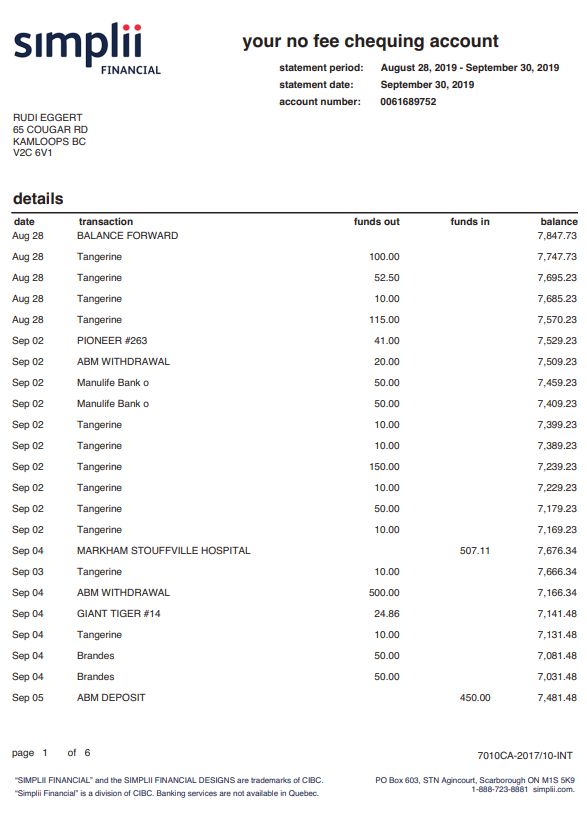 simplii
FINANCIAL
your no fee chequing account
statement period: August 28, 2019 - September 30, 2019
statement date: September 30, 2019
account number: 0061689752
RUDI EGGERT
65 COUGAR RD
KAMLOOPS BC
V2C 6V1
details
date transaction funds out funds in balance
Aug 28 BALANCE FORWARD 7,847.73
Aug 28 Tangerine 100.00 7,747.73
Aug 28 Tangerine 52.50 7,695.23
Aug 28 Tangerine 10.00 7,685.23
Aug 28 Tangerine 115.00 7,570.23
Sep 02 PIONEER #263 41.00 7,529.23
Sep 02 ABM WITHDRAWAL 20.00 7,509.23
Sep 02 Manulife Bank o 50.00 7,459.23
Sep 02 Manulife Bank o 50.00 7,409.23
Sep 02 Tangerine 10.00 7,399.23
Sep 02 Tangerine 10.00 7,389.23
Sep 02 Tangerine 150.00 7,239.23
Sep 02 Tangerine 10.00 7,229.23
Sep 02 Tangerine 50.00 7,179.23
Sep 02 Tangerine 10.00 7,169.23
Sep 04 MARKHAM STOUFFVILLE HOSPITAL 507.11 7,676.34
Sep 03 Tangerine 10.00 7,666.34
Sep 04 ABM WITHDRAWAL 500.00 7,166.34
Sep 04 GIANT TIGER #14 24.86 7,141.48
Sep 04 Tangerine 10.00 7,131.48
Sep 04 Brandes 50.00 7,081.48
Sep 04 Brandes 50.00 7,031.48
Sep 05 ABM DEPOSIT 450.00 7,481.48
page 1 of 6
7010CA-2017/10-INT
"SIMPLII FINANCIAL" and the SIMPLII FINANCIAL DESIGNS are trademarks of CIBC.
"Simplii Financial" is a division of CIBC. Banking services are not available in Quebec.
PO Box 603, STN Agincourt, Scarborough ON M1S 5K9
1-888-723-8881 simplii.com.